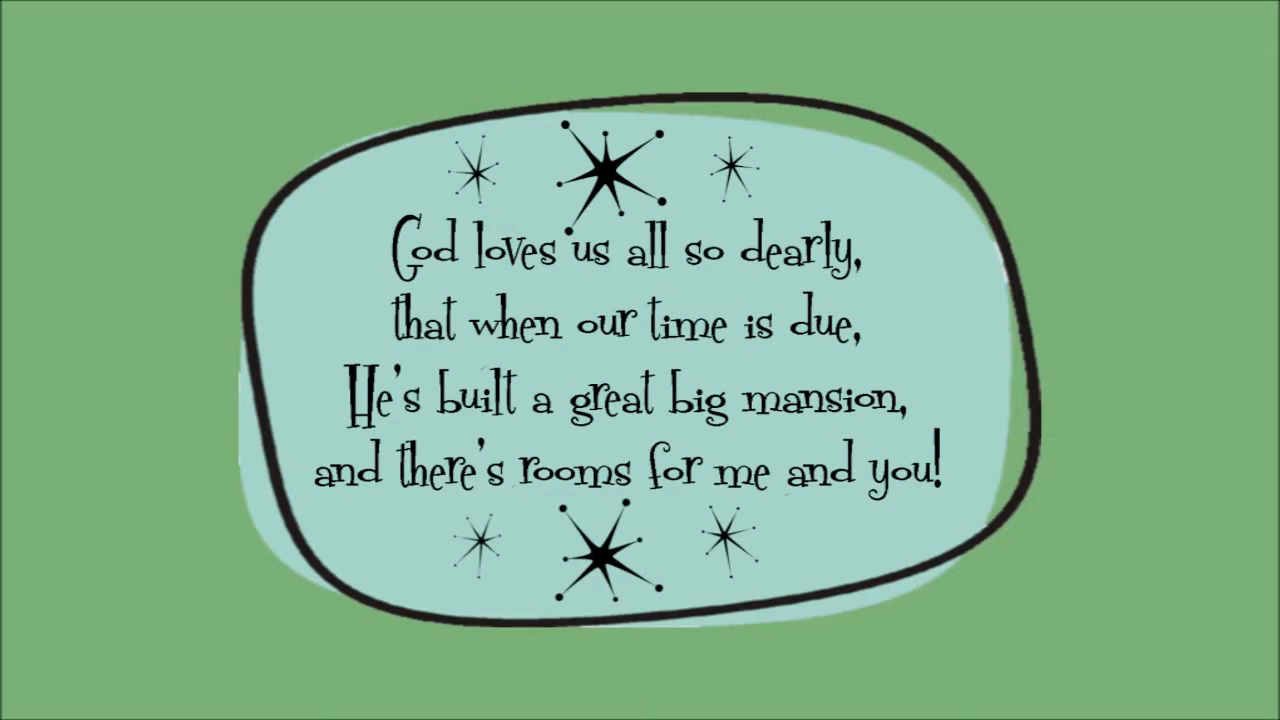 God loves us all so dearly,
that when our time is due,
He's built a great big mansion,
and there's rooms for me and you!